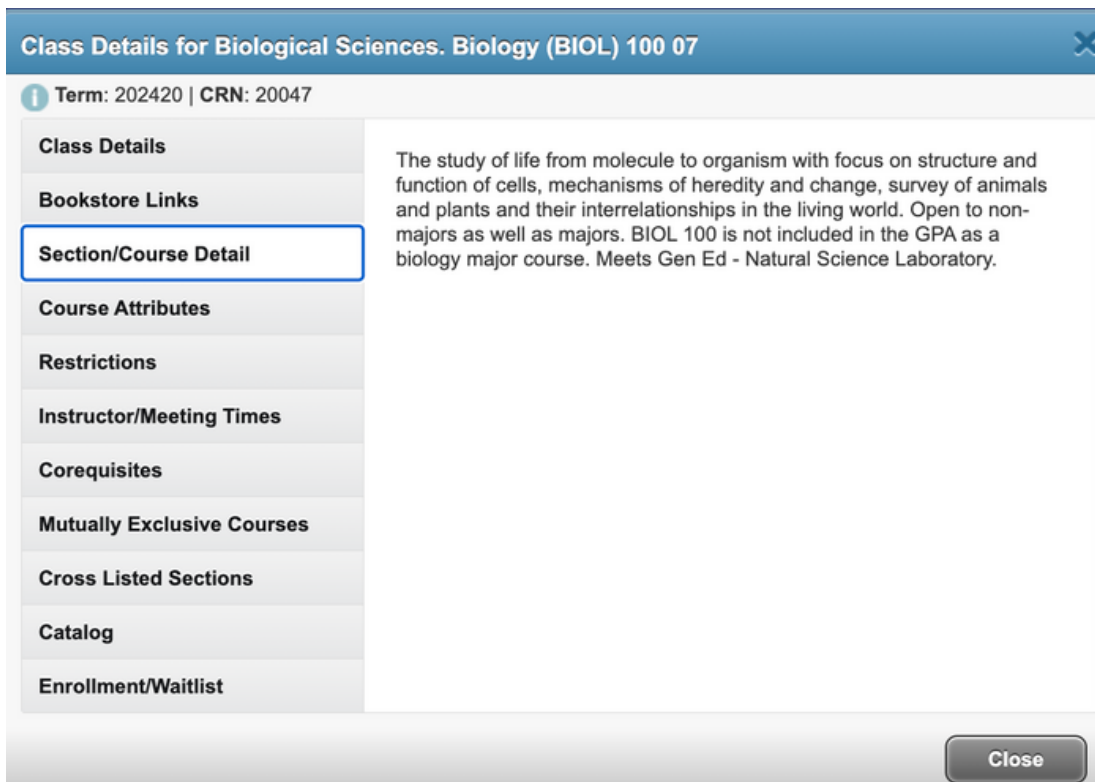 Class Details for Biological Sciences. Biology (BIOL) 100 07
Term: 202420 | CRN: 20047
Class Details
Bookstore Links
Section/Course Detail
Course Attributes
Restrictions
Instructor/Meeting Times
Corequisites
Mutually Exclusive Courses
Cross Listed Sections
Catalog
Enrollment/Waitlist
The study of life from molecule to organism with focus on structure and
function of cells, mechanisms of heredity and change, survey of animals
and plants and their interrelationships in the living world. Open to non-
majors as well as majors. BIOL 100 is not included in the GPA as a
biology major course. Meets Gen Ed - Natural Science Laboratory.
Close